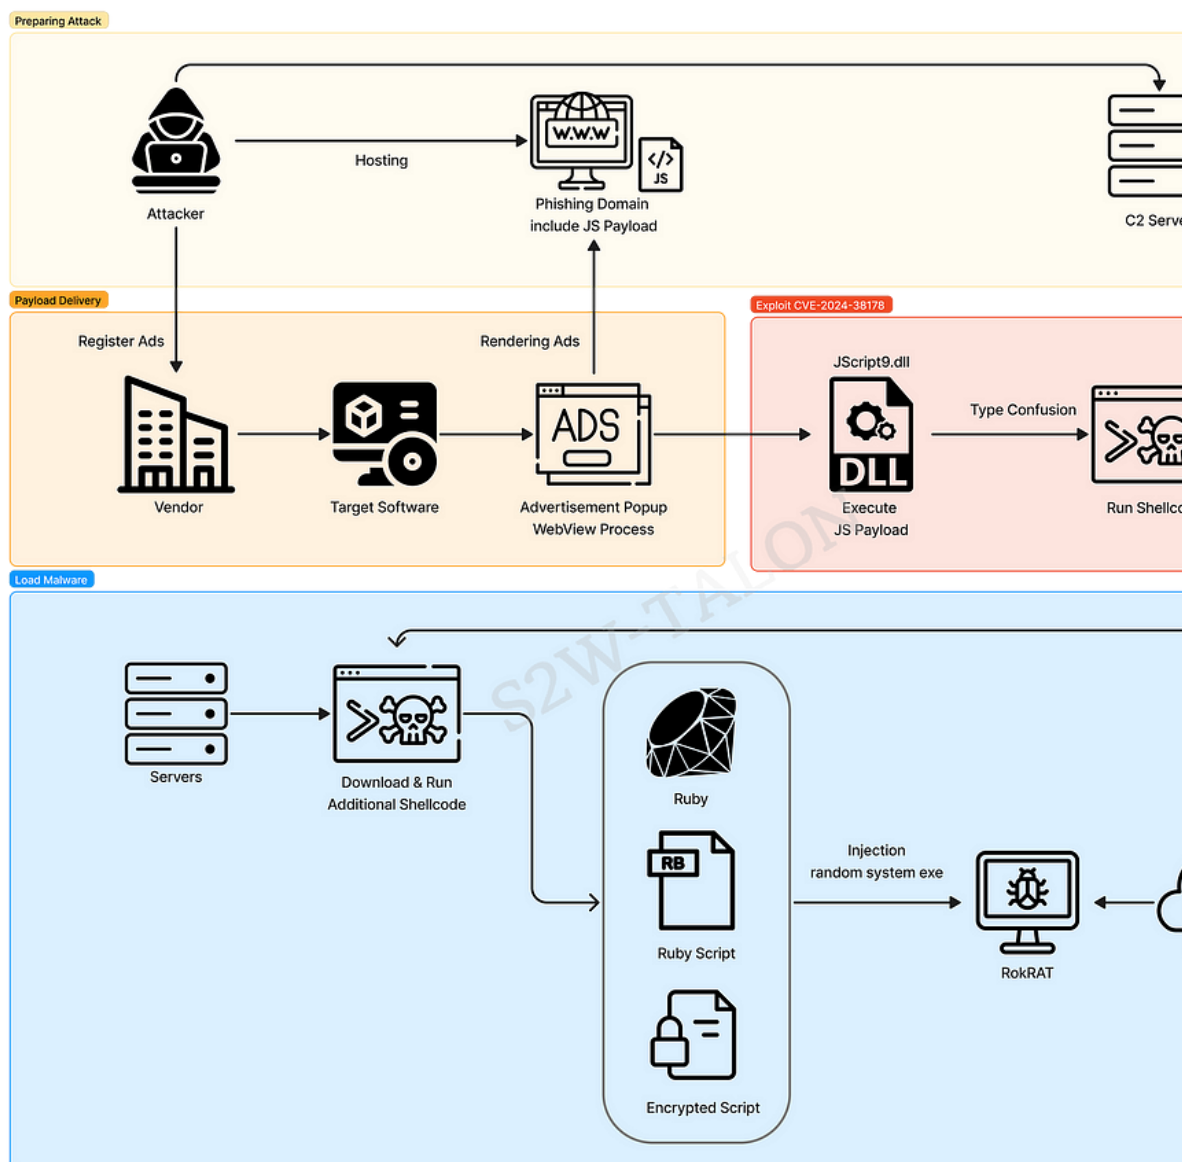 Preparing Attack
W.W.W
</>
JS
Hosting
Attacker
Phishing Domain
include JS Payload
C2 Serve
Payload Delivery
Exploit CVE-2024-38178
Register Ads
Rendering Ads
JScript9.dll
ADS
Type Confusion
DLL
Vendor
Target Software
Advertisement Popup
WebView Process
Execute
JS Payload
Run Shellco
Load Malware
S2W-TALON
Servers
Download & Run
Additional Shellcode
Ruby
RB
Injection
random system exe
Ruby Script
RokRAT
Encrypted Script